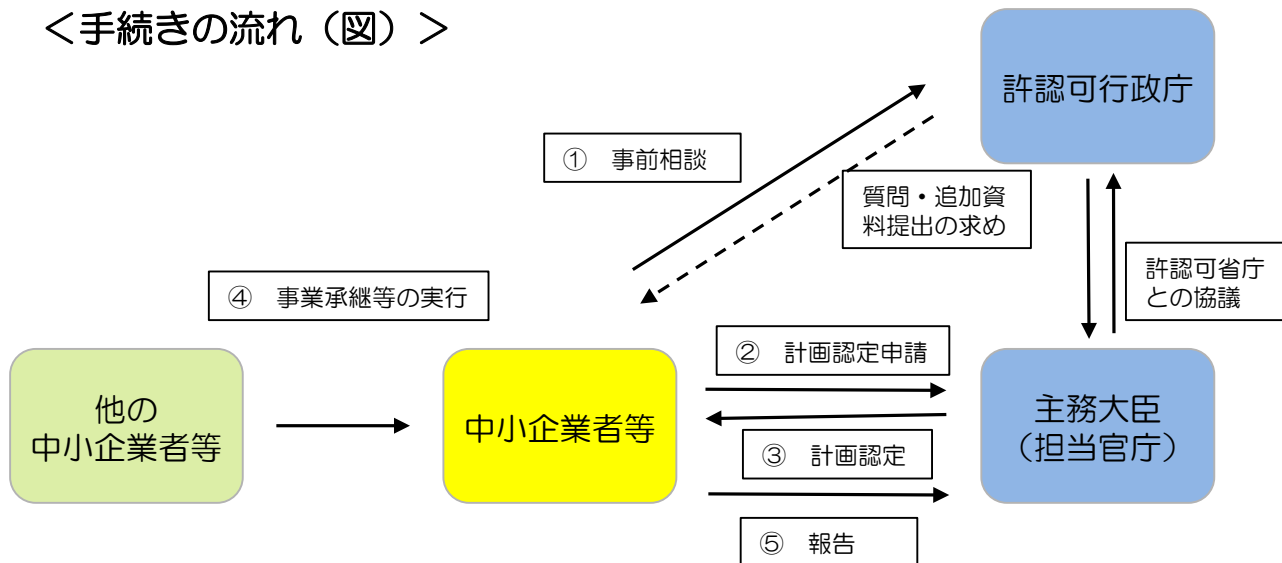 ＜手続きの流れ（図）＞
許認可行政庁
①　事前相談
質問・追加資
料提出の求め
許認可省庁
との協議
④　事業承継等の実行
②　計画認定申請
他の
中小企業者等
中小企業者等
主務大臣
（担当官庁）
③　計画認定
⑤　報告